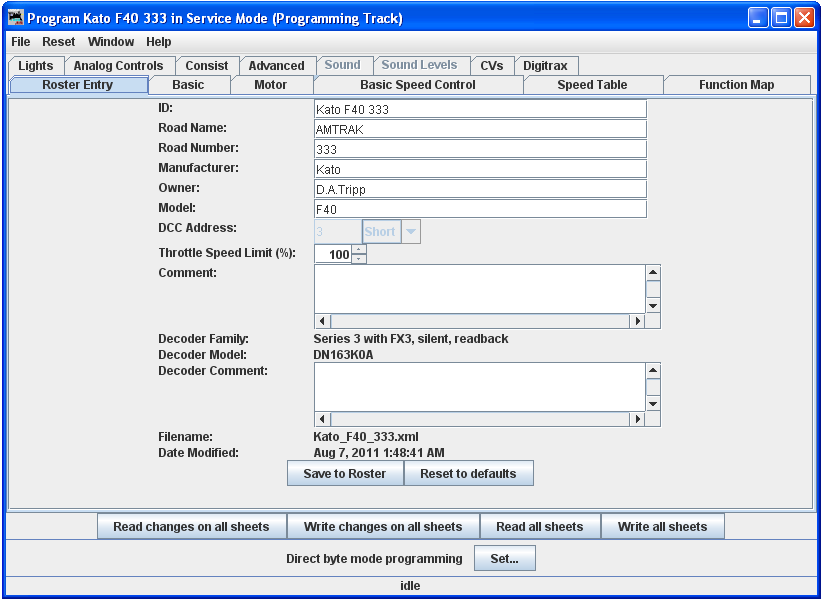 Program Kato F40 333 in Service Mode (Programming Track)
File Reset Window Help
Lights Analog Controls Consist Advanced Sound Sound Levels CVs Digitrax
Roster Entry Basic Motor Basic Speed Control Speed Table Function Map
ID: Kato F40 333
Road Name: AMTRAK
Road Number: 333
Manufacturer: Kato
Owner: D.A.Tripp
Model: F40
DCC Address: 3 Short
Throttle Speed Limit (%): 100
Comment:
Decoder Family: Series 3 with FX3, silent, readback
Decoder Model: DN163K0A
Decoder Comment:
Filename: Kato_F40_333.xml
Date Modified: Aug 7, 2011 1:48:41 AM
Save to Roster Reset to defaults
Read changes on all sheets Write changes on all sheets Read all sheets Write all sheets
Direct byte mode programming Set...
idle